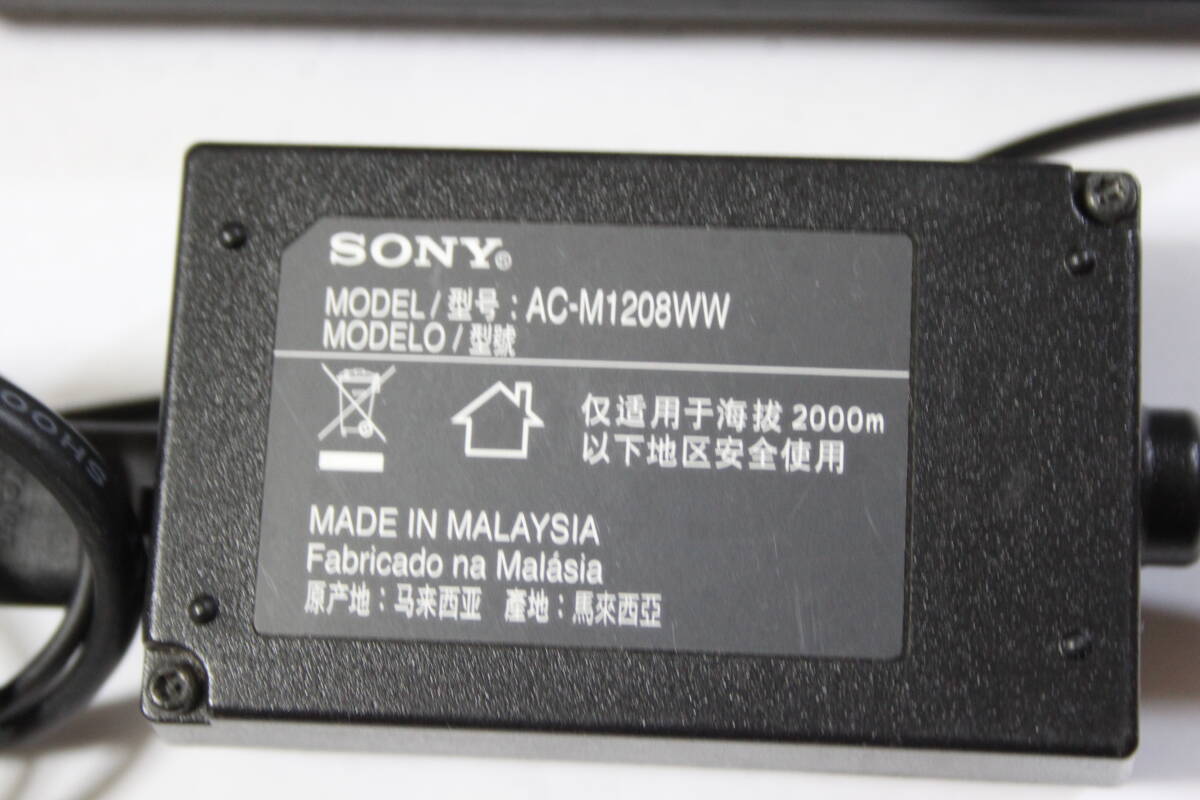 SONY®
MODEL / 型号 : AC-M1208WW
MODELO / 型號
仅适用于海拔 2000m
以下地区安全使用
MADE IN MALAYSIA
Fabricado na Malásia
原产地 : 马来西亚 產地 : 馬來西亞